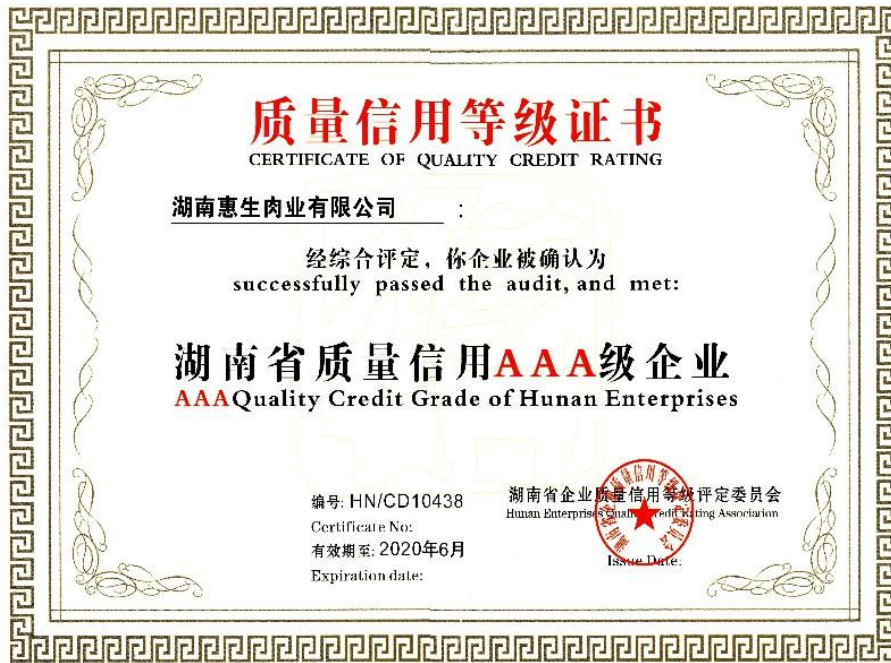 质量信用等级证书
CERTIFICATE OF QUALITY CREDIT RATING
湖南惠生肉业有限公司 :
经综合评定，你企业被确认为
successfully passed the audit, and met:
湖南省质量信用AAA级企业
AAAQuality Credit Grade of Hunan Enterprises
编号: HN/CD10438
Certificate No:
有效期至: 2020年6月
Expiration date:
湖南省企业质量信用等级评定委员会
Hunan Enterprises Quality Credit Rating Association
Issue Date: